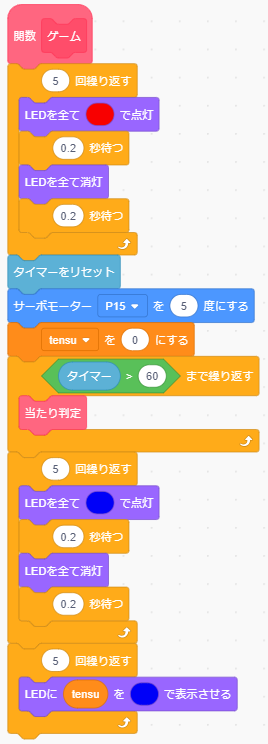 関数 ゲーム
5 回繰り返す
LEDを全て で点灯
0.2 秒待つ
LEDを全て消灯
0.2 秒待つ
タイマーをリセット
サーボモーター P15 を 5 度にする
tensu を 0 にする
タイマー > 60 まで繰り返す
当たり判定
5 回繰り返す
LEDを全て で点灯
0.2 秒待つ
LEDを全て消灯
0.2 秒待つ
5 回繰り返す
LEDに tensu を で表示させる